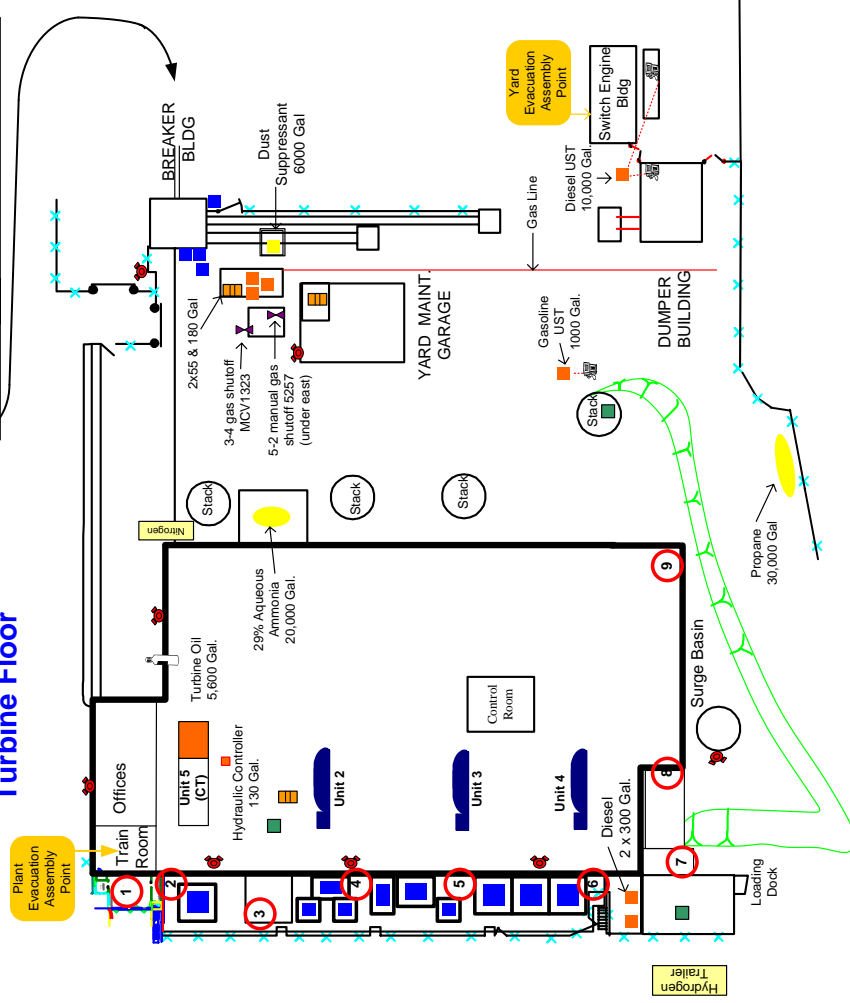 Turbine Floor
Plant
Evacuation
Assembly
Point
Train
Room
Offices
1
2
3
4
5
6
7
8
9
Unit 5
(CT)
Turbine Oil
5,600 Gal.
Hydraulic Controller
130 Gal.
Unit 2
Unit 3
Unit 4
Control
Room
Diesel
2 x 300 Gal.
Loading
Dock
Hydrogen
Trailer
Surge Basin
Nitrogen
29% Aqueous
Ammonia
20,000 Gal.
Stack
Stack
Stack
Stack
BREAKER
BLDG
Dust
Suppressant
6000 Gal
2x55 & 180 Gal
3-4 gas shutoff
MCV1323
5-2 manual gas
shutoff 5257
(under east)
YARD MAINT.
GARAGE
Gas Line
Gasoline
UST
1000 Gal.
DUMPER
BUILDING
Diesel UST
10,000 Gal.
Yard
Evacuation
Assembly
Point
Switch Engine
Bldg
Propane
30,000 Gal